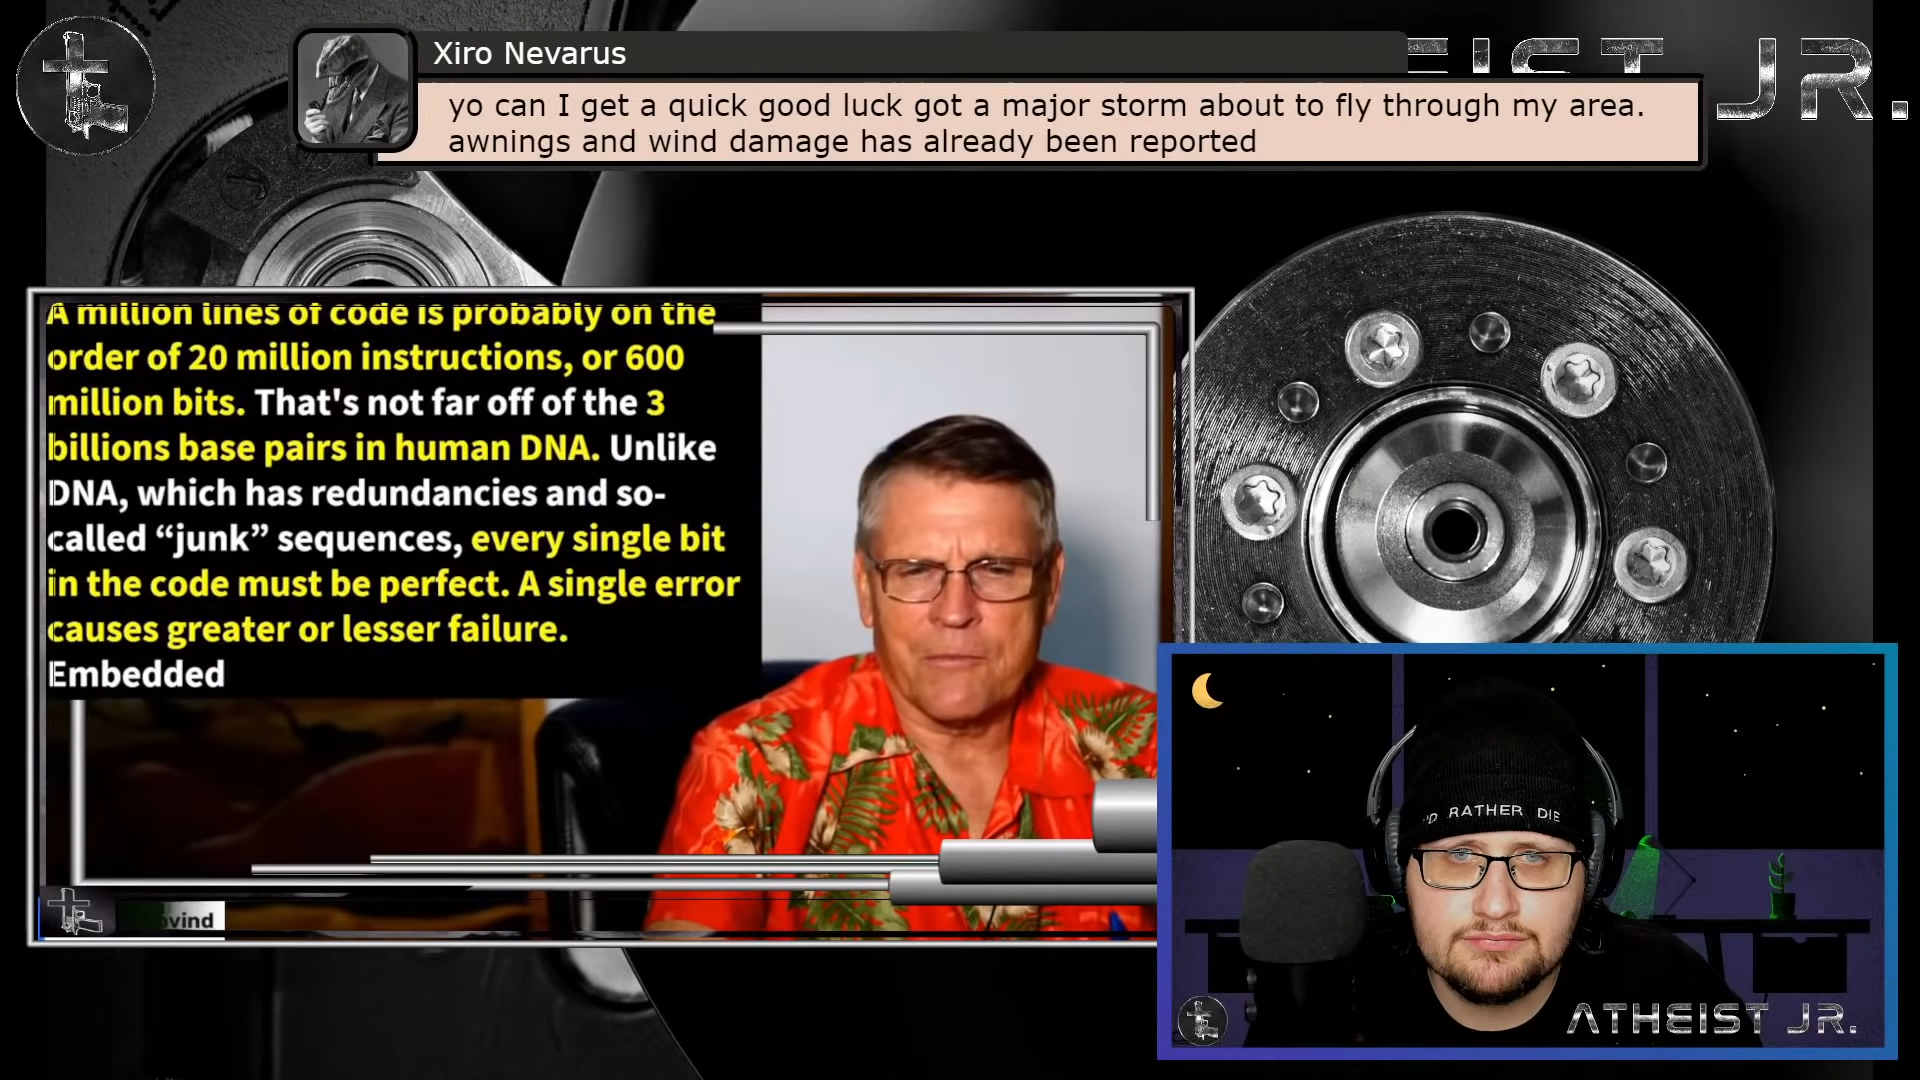 Xiro Nevarus
yo can I get a quick good luck got a major storm about to fly through my area.
awnings and wind damage has already been reported
EIST JR.
A million lines of code is probably on the
order of 20 million instructions, or 600
million bits. That's not far off of the 3
billions base pairs in human DNA. Unlike
DNA, which has redundancies and so-
called “junk” sequences, every single bit
in the code must be perfect. A single error
causes greater or lesser failure.
Embedded
ovind
'D RATHER DIE
ATHEIST JR.